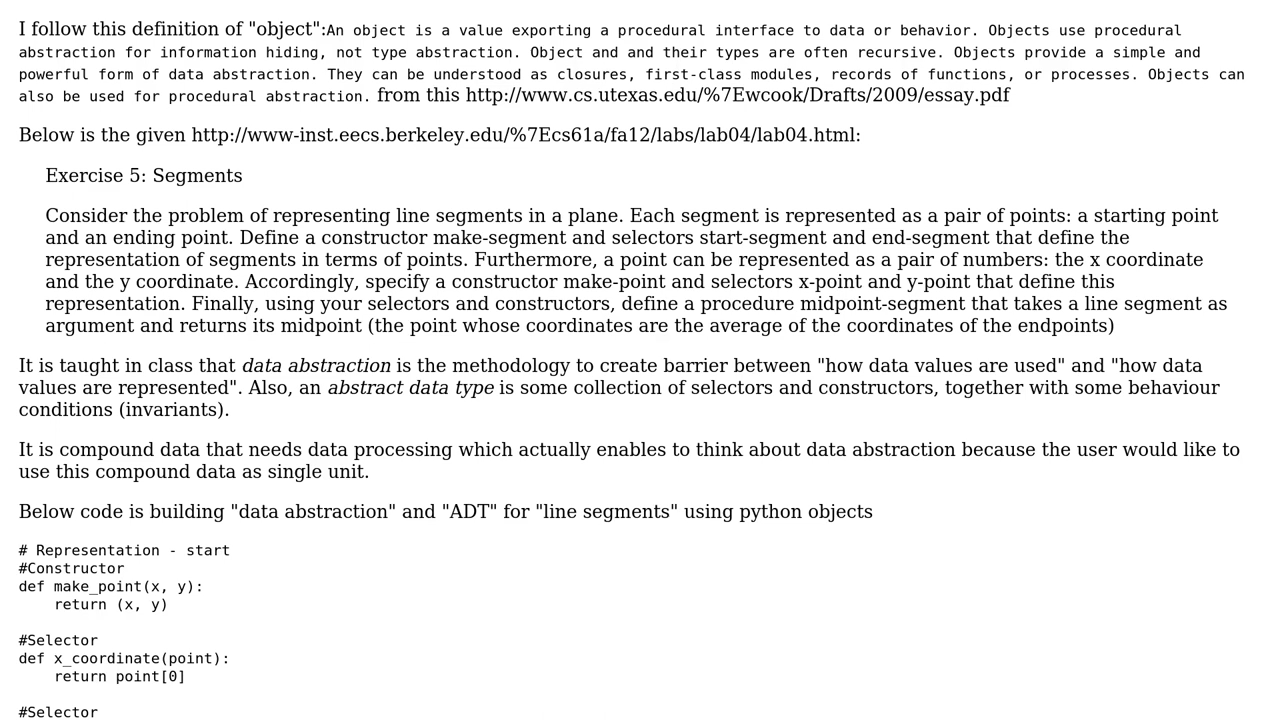 I follow this definition of "object":An object is a value exporting a procedural interface to data or behavior. Objects use procedural
abstraction for information hiding, not type abstraction. Object and and their types are often recursive. Objects provide a simple and
powerful form of data abstraction. They can be understood as closures, first-class modules, records of functions, or processes. Objects can
also be used for procedural abstraction. from this http://www.cs.utexas.edu/%7Ewcook/Drafts/2009/essay.pdf
Below is the given http://www-inst.eecs.berkeley.edu/%7Ecs61a/fa12/labs/lab04/lab04.html:
Exercise 5: Segments
Consider the problem of representing line segments in a plane. Each segment is represented as a pair of points: a starting point
and an ending point. Define a constructor make-segment and selectors start-segment and end-segment that define the
representation of segments in terms of points. Furthermore, a point can be represented as a pair of numbers: the x coordinate
and the y coordinate. Accordingly, specify a constructor make-point and selectors x-point and y-point that define this
representation. Finally, using your selectors and constructors, define a procedure midpoint-segment that takes a line segment as
argument and returns its midpoint (the point whose coordinates are the average of the coordinates of the endpoints)
It is taught in class that data abstraction is the methodology to create barrier between "how data values are used" and "how data
values are represented". Also, an abstract data type is some collection of selectors and constructors, together with some behaviour
conditions (invariants).
It is compound data that needs data processing which actually enables to think about data abstraction because the user would like to
use this compound data as single unit.
Below code is building "data abstraction" and "ADT" for "line segments" using python objects
# Representation - start
#Constructor
def make_point(x, y):
    return (x, y)
#Selector
def x_coordinate(point):
    return point[0]
#Selector